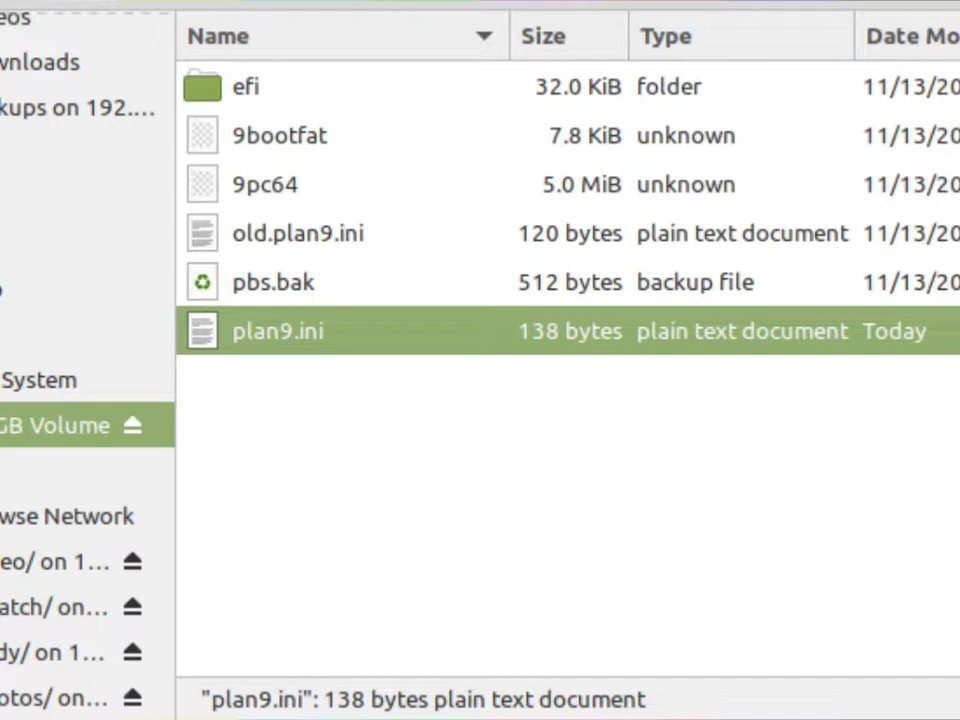 eos
wnloads
kups on 192....
System
GB Volume
wse Network
eo/ on 1...
atch/ on...
dy/ on 1...
otos/ on...
Name Size Type Date Mo
efi 32.0 KiB folder 11/13/20
9bootfat 7.8 KiB unknown 11/13/20
9pc64 5.0 MiB unknown 11/13/20
old.plan9.ini 120 bytes plain text document 11/13/20
pbs.bak 512 bytes backup file 11/13/20
plan9.ini 138 bytes plain text document Today
"plan9.ini": 138 bytes plain text document